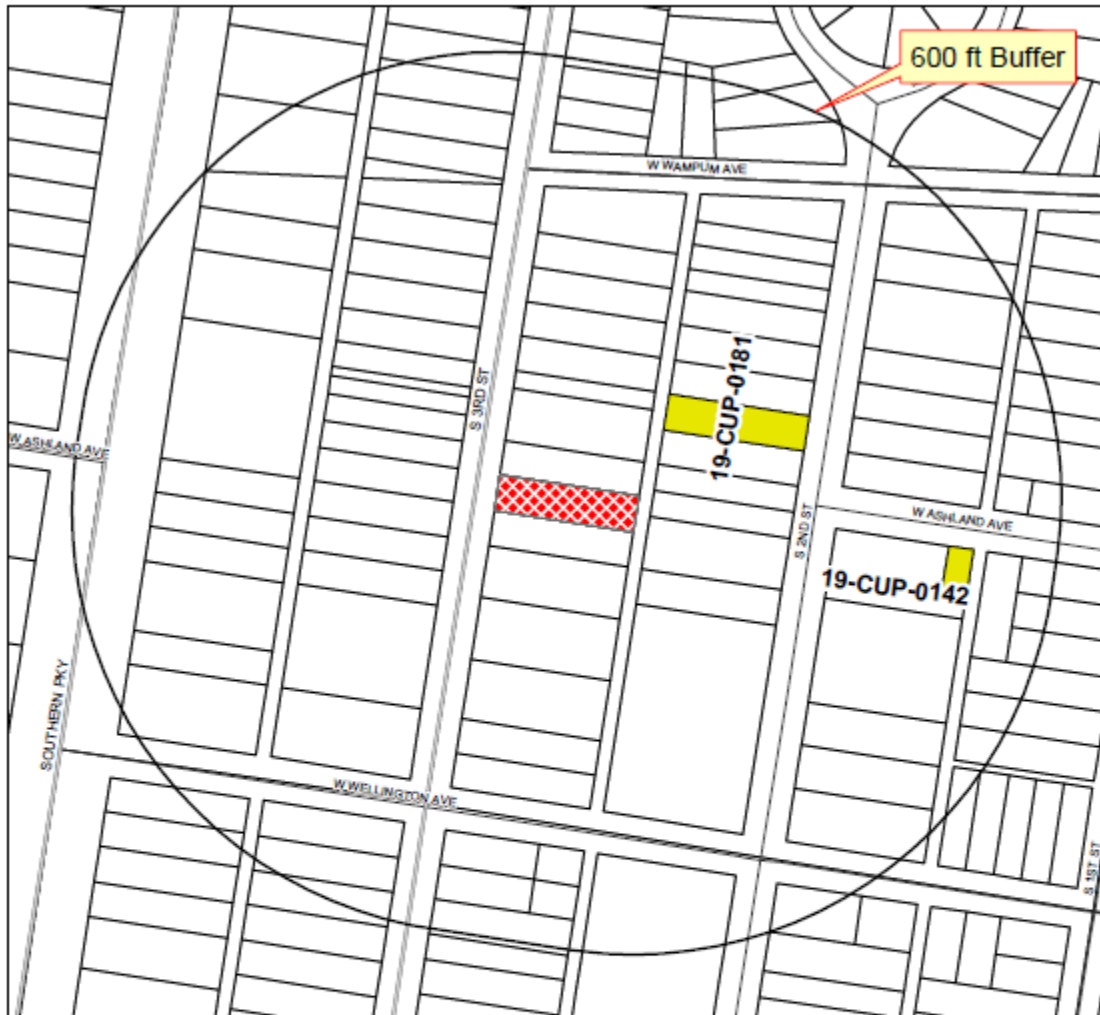 600 ft Buffer
W WAMPUM AVE
19-CUP-0181
S 3RD ST
W ASHLAND AVE
S 2ND ST
W ASHLAND AVE
19-CUP-0142
SOUTHERN PKY
W WELLINGTON AVE
S 1ST ST